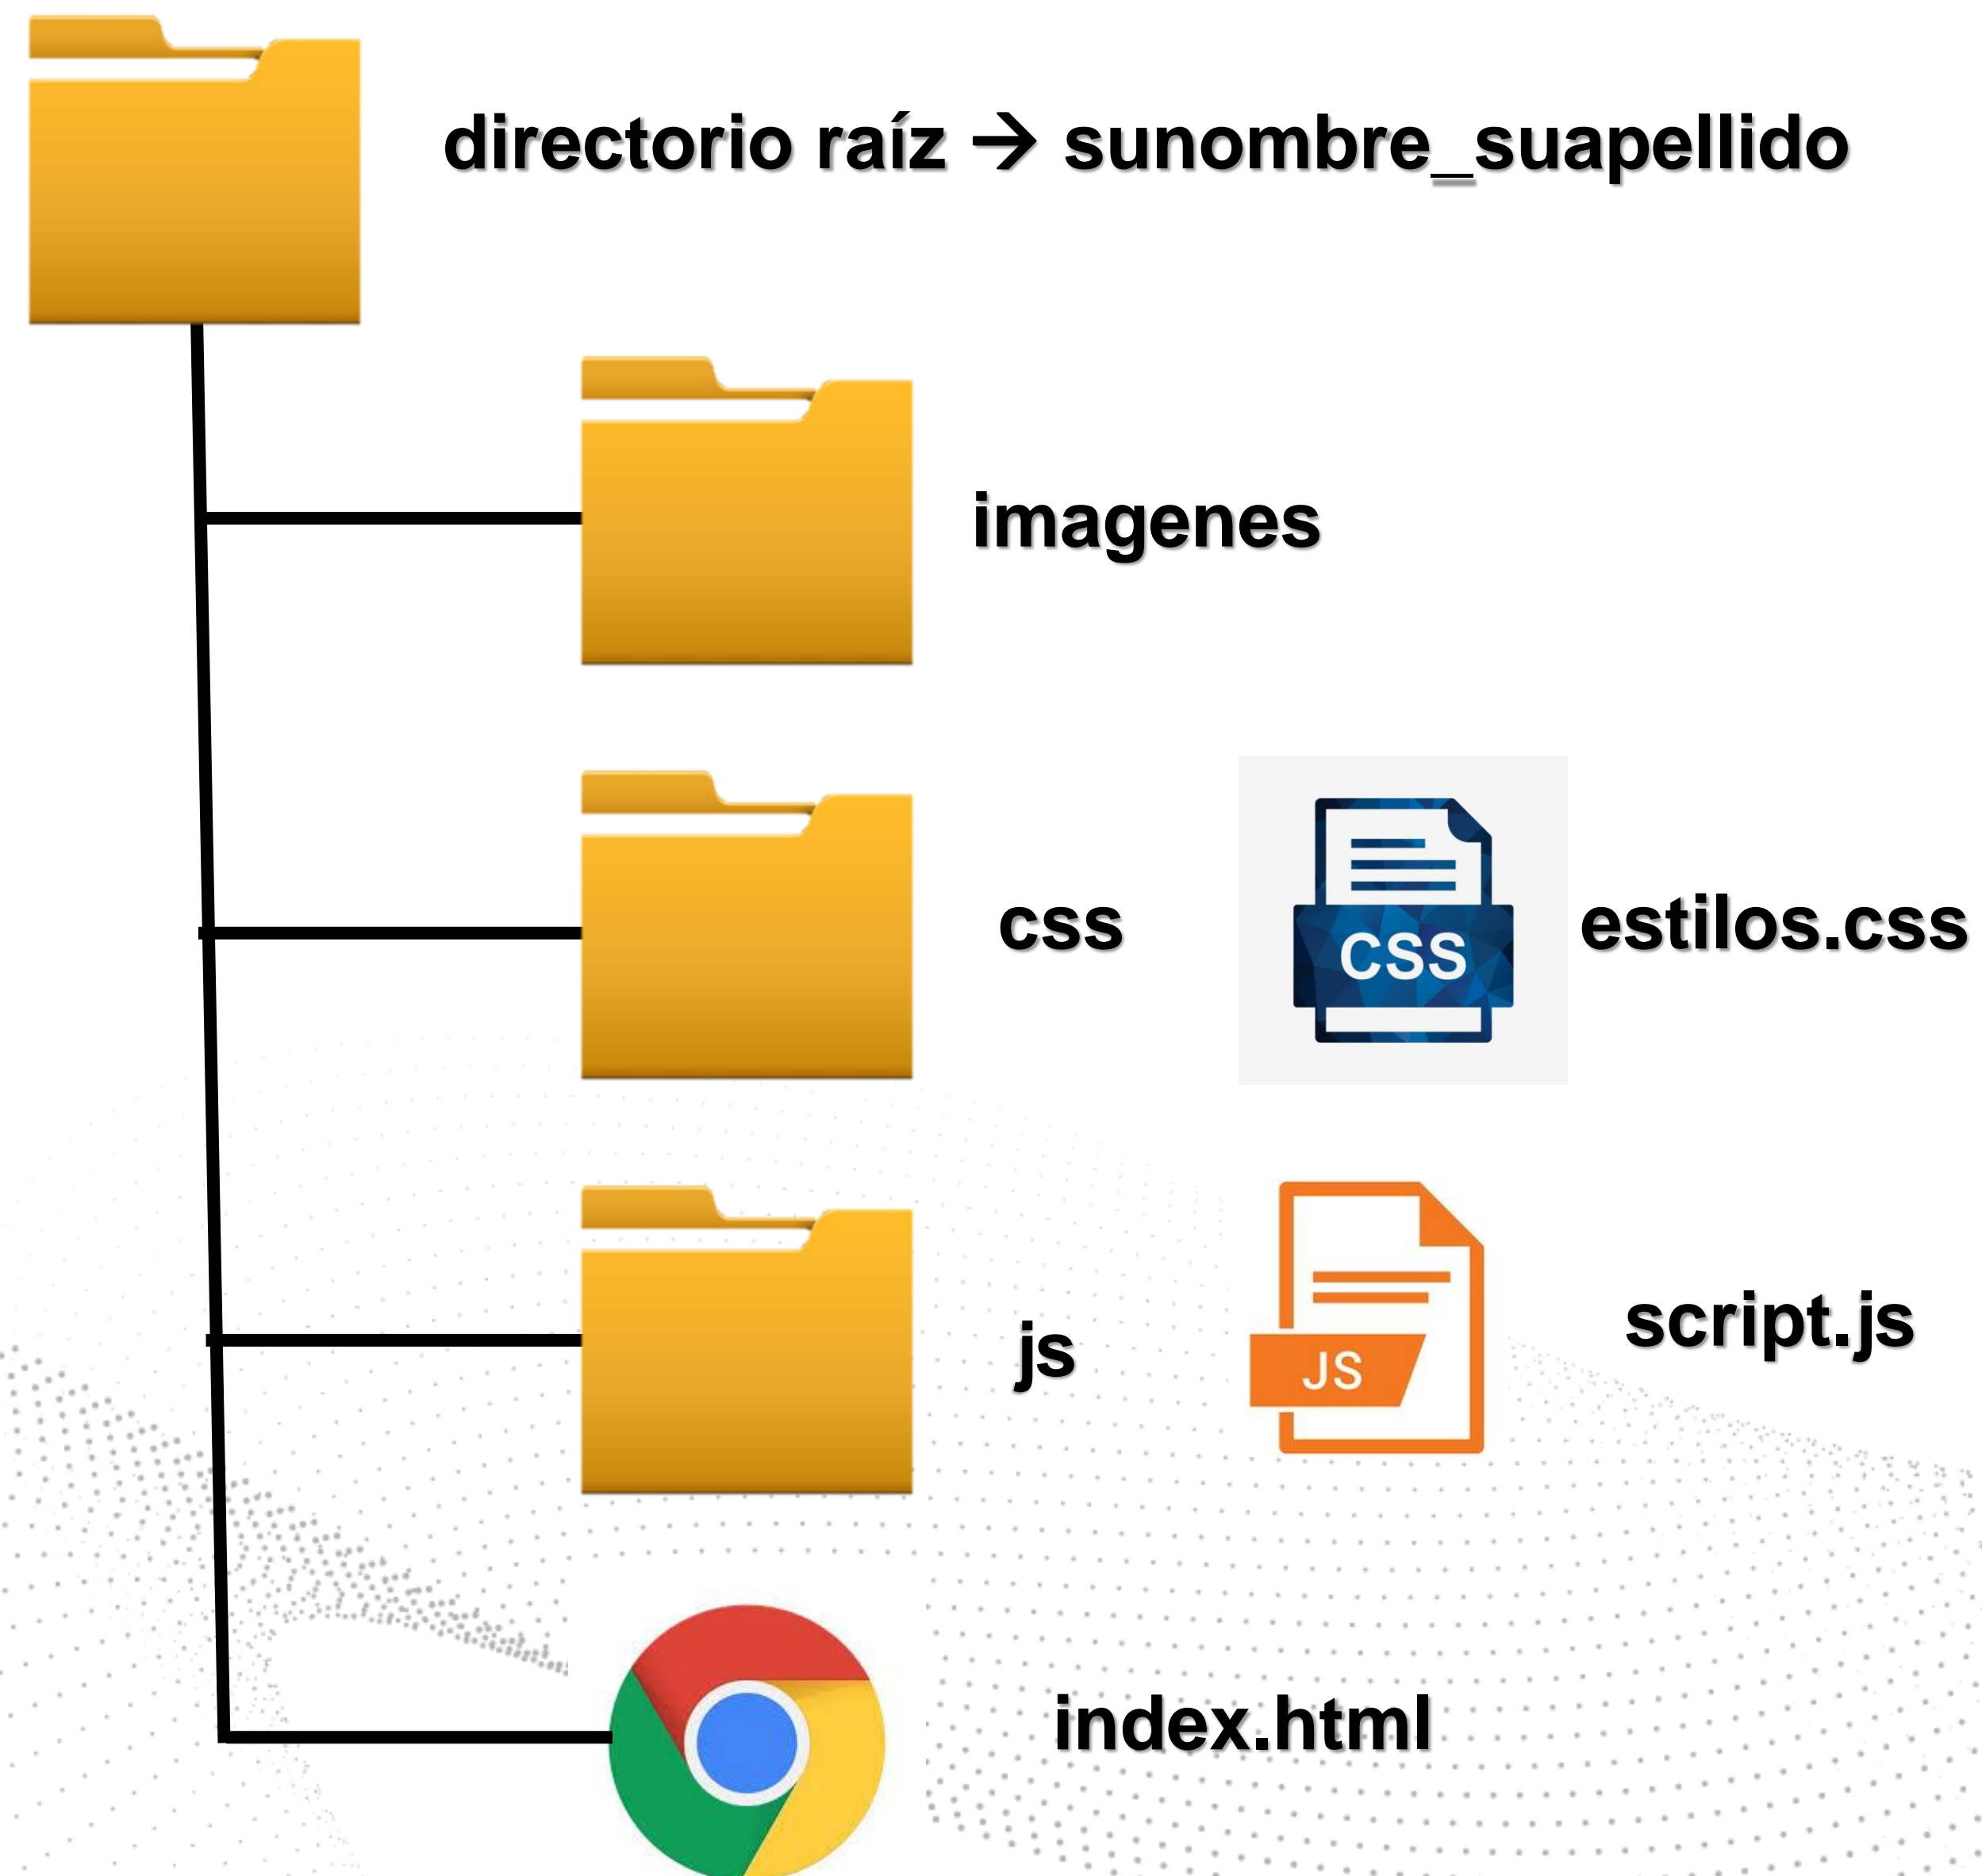 directorio raíz → sunombre_suapellido
imagenes
css
CSS
estilos.css
js
JS
script.js
index.html